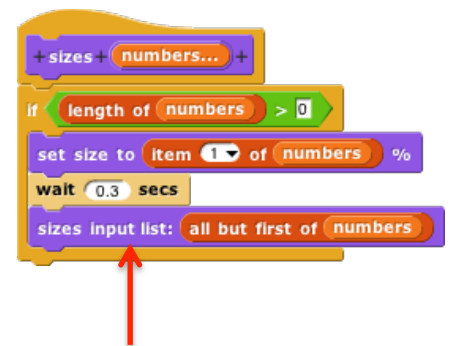 + sizes + numbers... +
if length of numbers > 0
set size to item 1 of numbers %
wait 0.3 secs
sizes input list: all but first of numbers